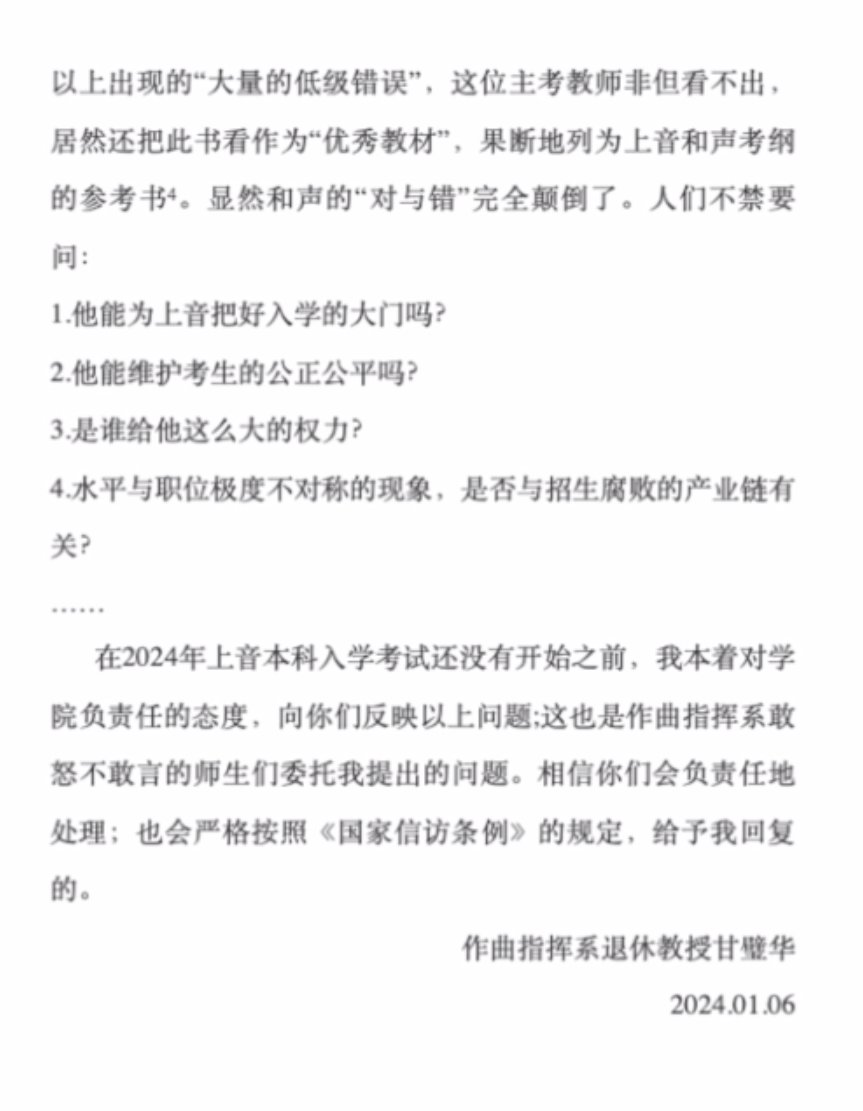 以上出现的“大量的低级错误”，这位主考教师非但看不出，
居然还把此书看作为“优秀教材”，果断地列为上音和声考纲
的参考书⁴。显然和声的“对与错”完全颠倒了。人们不禁要
问：
1.他能为上音把好入学的大门吗?
2.他能维护考生的公正公平吗?
3.是谁给他这么大的权力?
4.水平与职位极度不对称的现象，是否与招生腐败的产业链有
关?
……
在2024年上音本科入学考试还没有开始之前，我本着对学
院负责任的态度，向你们反映以上问题;这也是作曲指挥系敢
怒不敢言的师生们委托我提出的问题。相信你们会负责任地
处理；也会严格按照《国家信访条例》的规定，给予我回复
的。
作曲指挥系退休教授甘璧华
2024.01.06